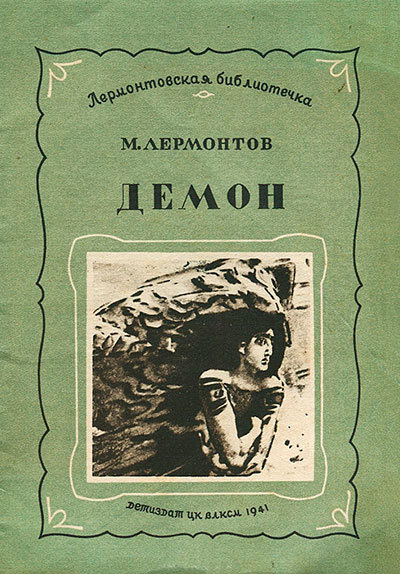 Лермонтовская библиотечка
М. ЛЕРМОНТОВ
ДЕМОН
ДЕТИЗДАТ ЦК ВЛКСМ 1941